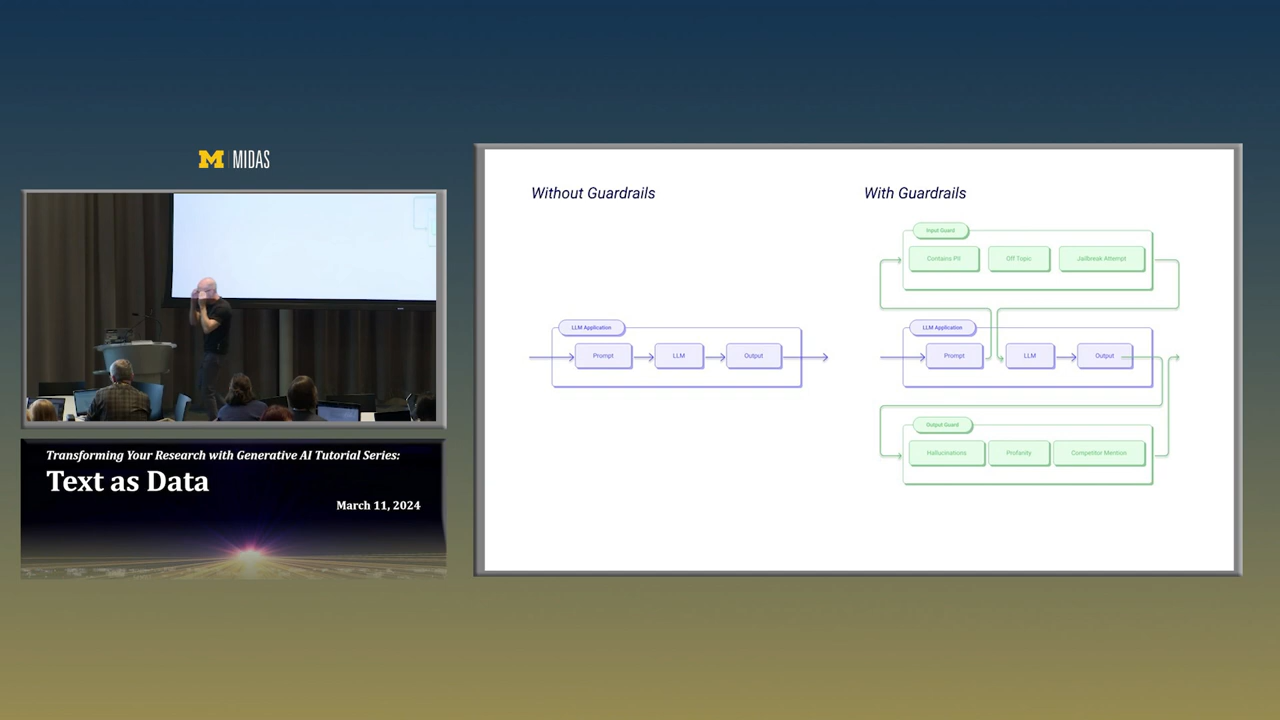 M | MIDAS
Transforming Your Research with Generative AI Tutorial Series:
Text as Data
March 11, 2024
Without Guardrails
LLM Application
Prompt
LLM
Output
With Guardrails
Input Guard
Contains PII
Off Topic
Jailbreak Attempt
LLM Application
Prompt
LLM
Output
Output Guard
Hallucinations
Profanity
Competitor Mention